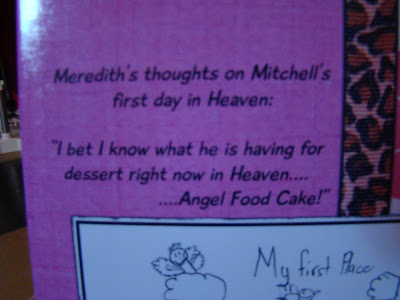 Meredith's thoughts on Mitchell's
first day in Heaven:
"I bet I know what he is having for
dessert right now in Heaven....
....Angel Food Cake!"
My first Place